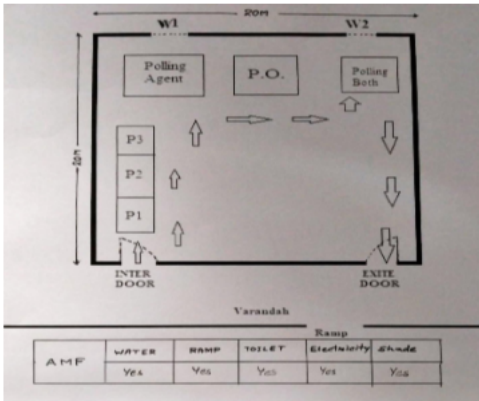 20m
W1
W2
Polling
Agent
P.O.
Polling
Both
20m
P3
P2
P1
INTER
DOOR
EXITE
DOOR
Varandah
Ramp
AMF
WATER
RAMP
TOILET
Electricity
Shade
Yes
Yes
Yes
Yes
Yes